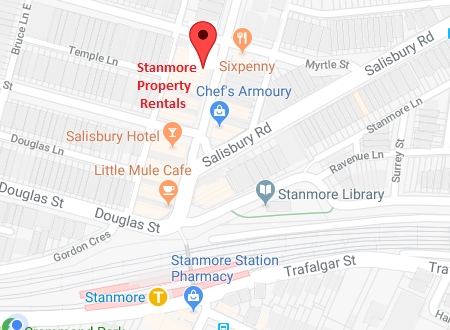 Bruce Ln E
Temple Ln
Stanmore
Property
Rentals
Sixpenny
Myrtle St
Salisbury Rd
Chef's Armoury
Stanmore Ln
St
Douglas Ln
Salisbury Hotel
Salisbury Rd
Ravenue Ln
Surrey St
Little Mule Cafe
Stanmore Library
Douglas St
Douglas St
Gordon Cres
Stanmore Station
Pharmacy
Trafalgar St
Trafalgar
Stanmore T